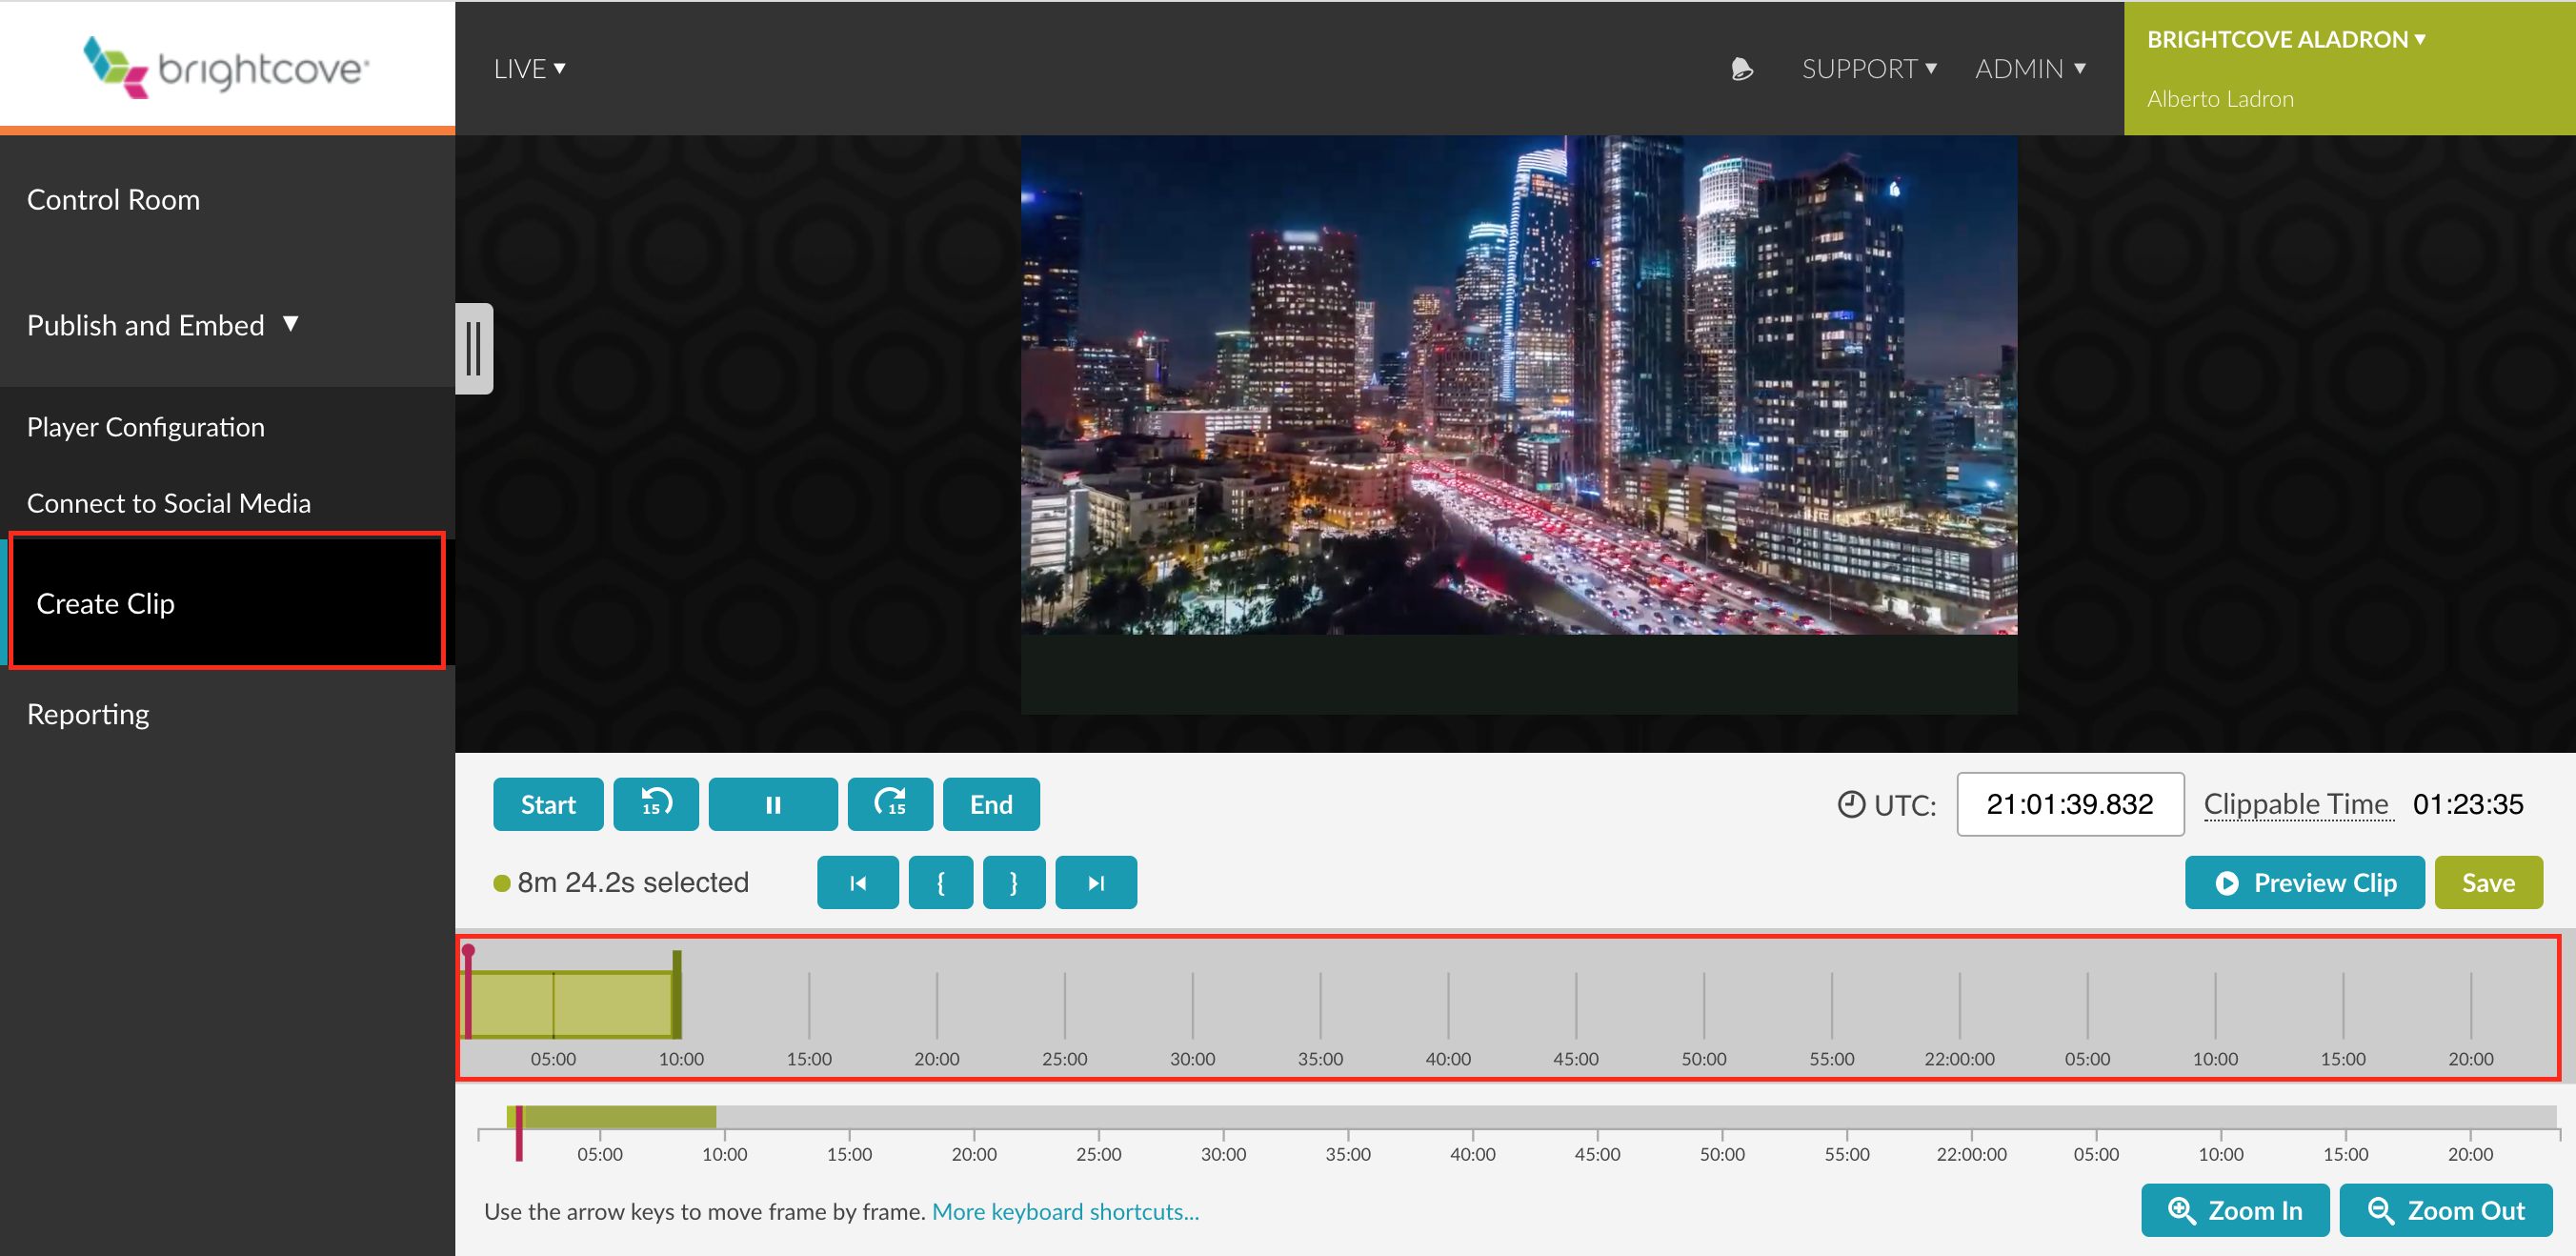 brightcove
LIVE ▾
SUPPORT ▾
ADMIN ▾
BRIGHTCOVE ALADRON ▾
Alberto Ladron
Control Room
Publish and Embed ▼
Player Configuration
Connect to Social Media
Create Clip
Reporting
Start
15
15
End
UTC:
21:01:39.832
Clippable Time 01:23:35
8m 24.2s selected
{
}
Preview Clip
Save
05:00 10:00 15:00 20:00 25:00 30:00 35:00 40:00 45:00 50:00 55:00 22:00:00 05:00 10:00 15:00 20:00
05:00 10:00 15:00 20:00 25:00 30:00 35:00 40:00 45:00 50:00 55:00 22:00:00 05:00 10:00 15:00 20:00
Use the arrow keys to move frame by frame. More keyboard shortcuts...
Zoom In
Zoom Out